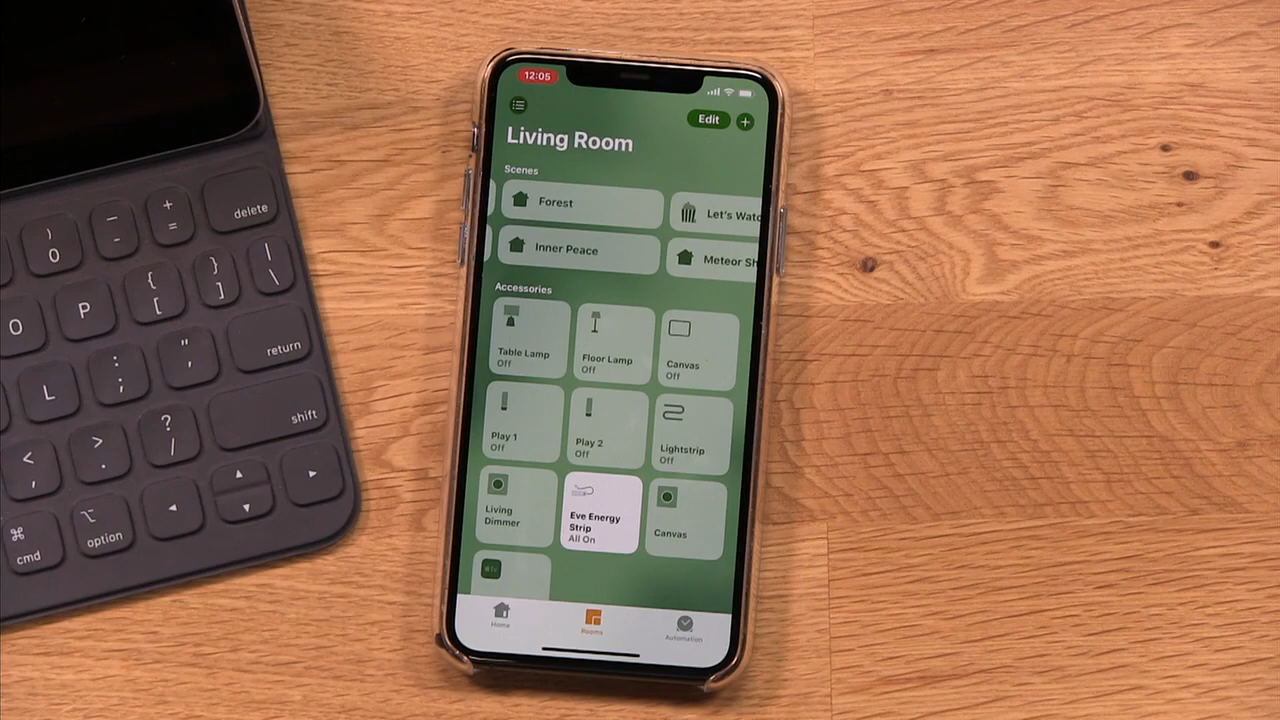 12:05
Edit
+
Living Room
Scenes
Forest
Let's Watc
Inner Peace
Meteor Sh
Accessories
Table Lamp
Off
Floor Lamp
Off
Canvas
Off
Play 1
Off
Play 2
Off
Lightstrip
Off
Living
Dimmer
Eve Energy
Strip
All On
Canvas
tv
Home
Rooms
Automation
)
0
_
-
+
=
delete
O
P
{
[
}
]
|
\
L
:
;
"
'
return
<
,
>
.
?
/
shift
⌘
cmd
⌥
option
◄
▲
▼
►